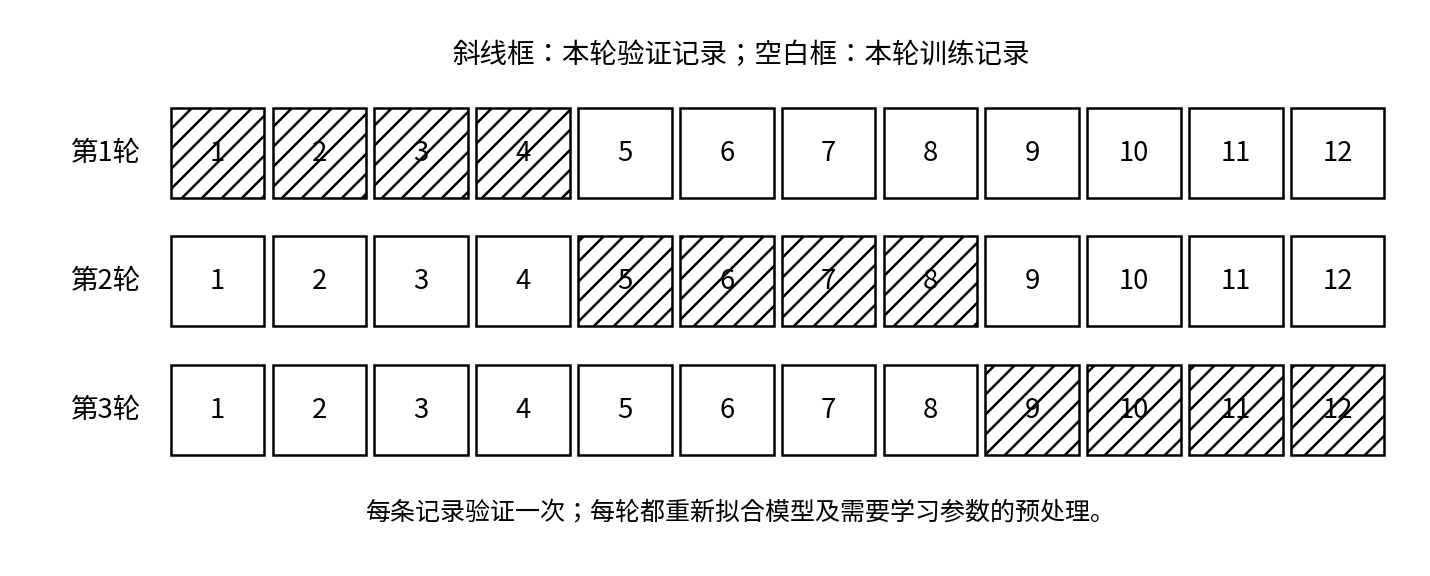 斜线框：本轮验证记录；空白框：本轮训练记录
第1轮 1 2 3 4 5 6 7 8 9 10 11 12
第2轮 1 2 3 4 5 6 7 8 9 10 11 12
第3轮 1 2 3 4 5 6 7 8 9 10 11 12
每条记录验证一次；每轮都重新拟合模型及需要学习参数的预处理。